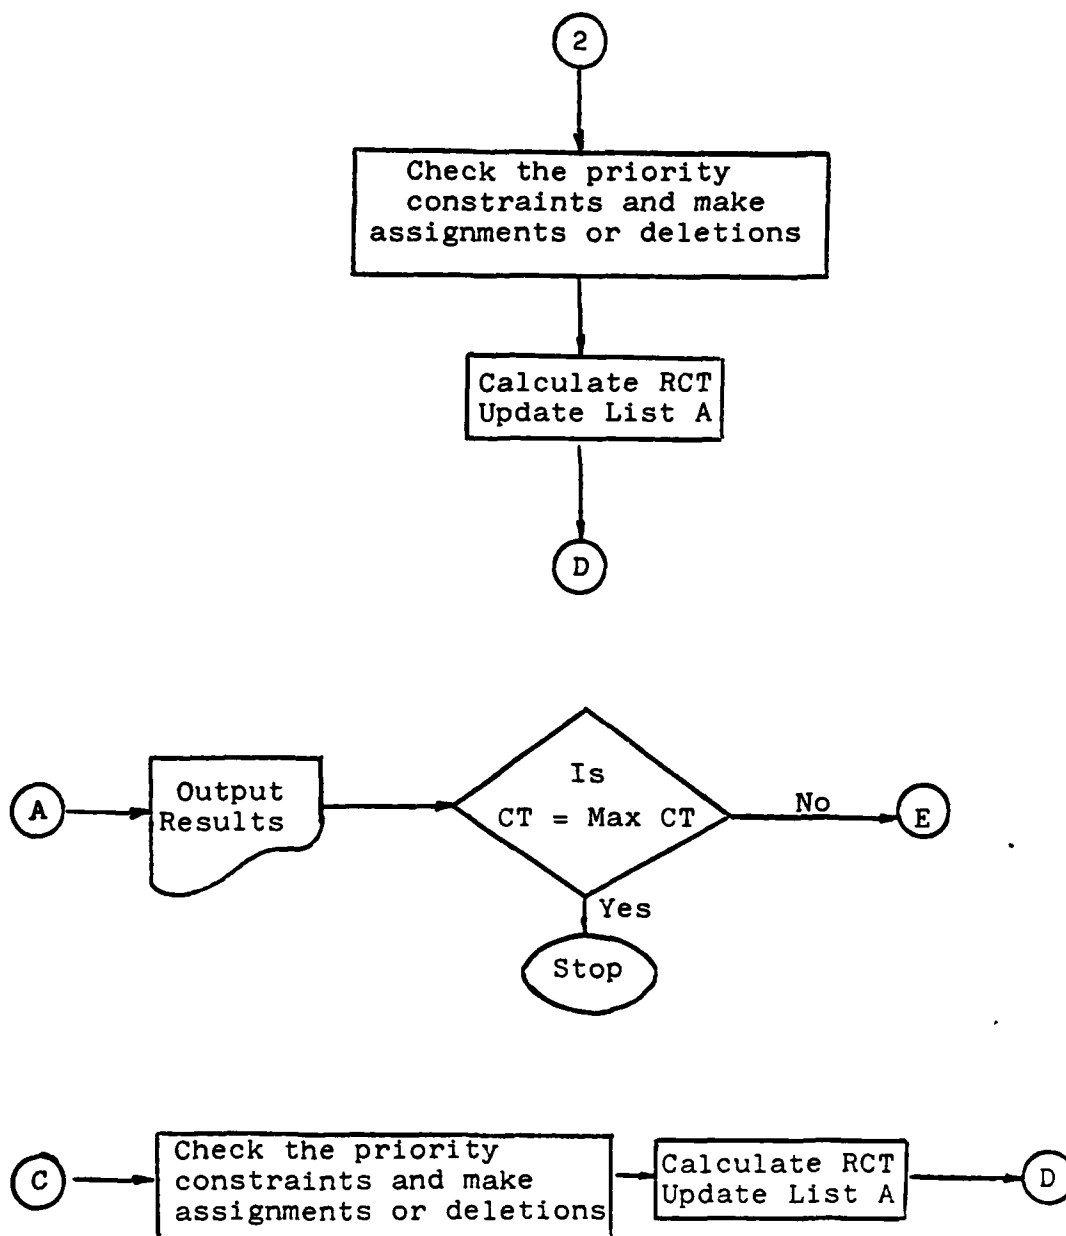 2
Check the priority
constraints and make
assignments or deletions
Calculate RCT
Update List A
D
A
Output
Results
Is
CT = Max CT
No
E
Yes
Stop
C
Check the priority
constraints and make
assignments or deletions
Calculate RCT
Update List A
D